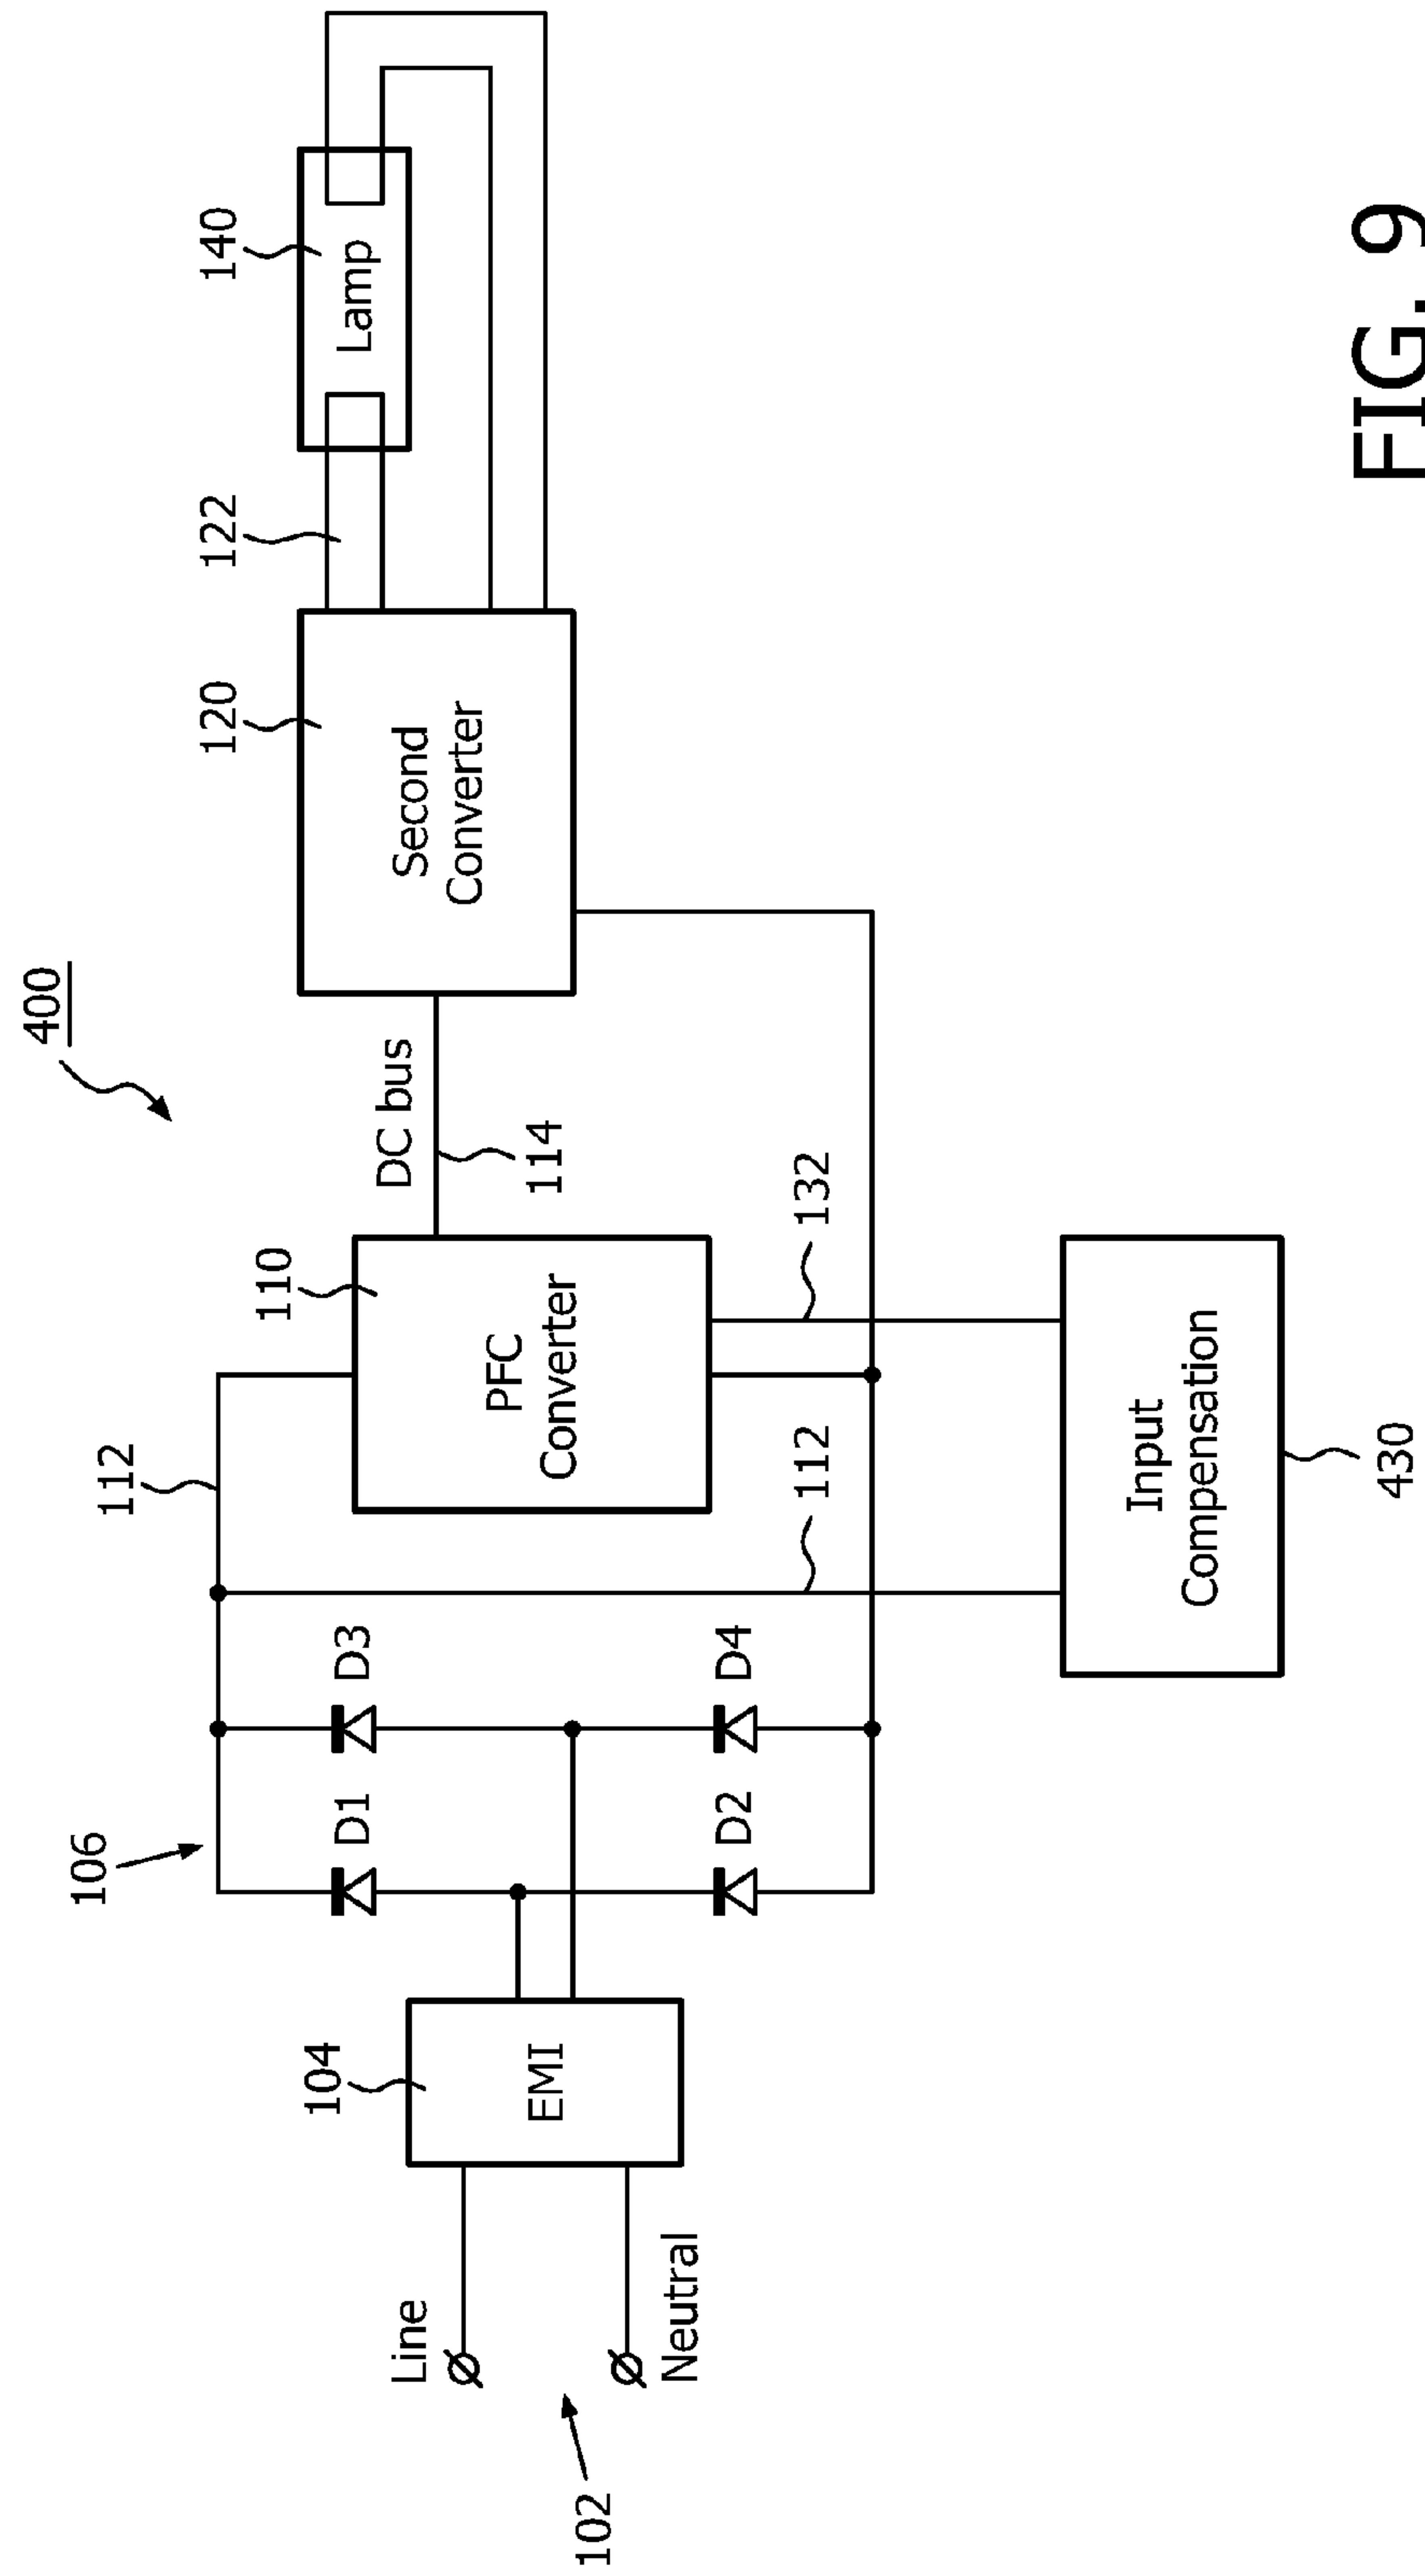 400
106
112
110
DC bus
114
120
122
140
Lamp
Second
Converter
PFC
Converter
D1
D3
D2
D4
104
EMI
Line
Neutral
102
112
132
Input
Compensation
430
FIG. 9